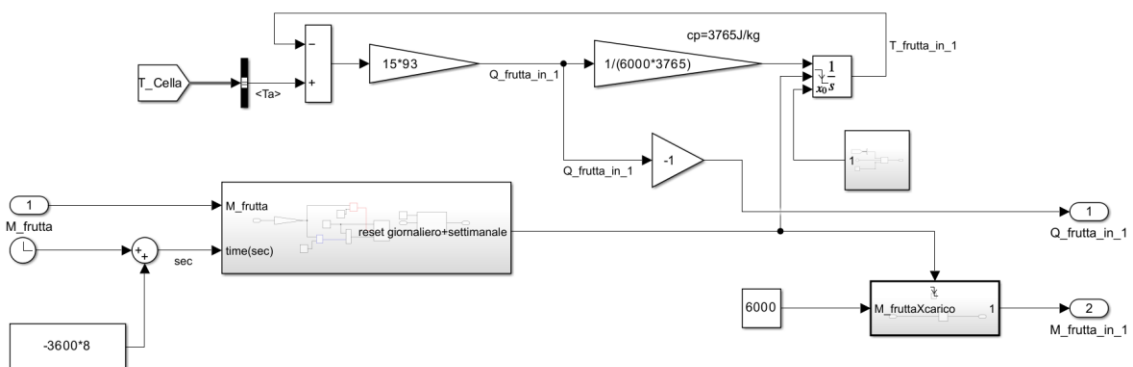 cp=3765J/kg
T_frutta_in_1
−
T_Cella
<Ta>
+
15*93
Q_frutta_in_1
1/(6000*3765)
1
s
x0
-1
Q_frutta_in_1
1
1
M_frutta
M_frutta
reset giornaliero+settimanale
time(sec)
+
+
sec
-3600*8
1
Q_frutta_in_1
6000
M_fruttaXcarico
1
2
M_frutta_in_1